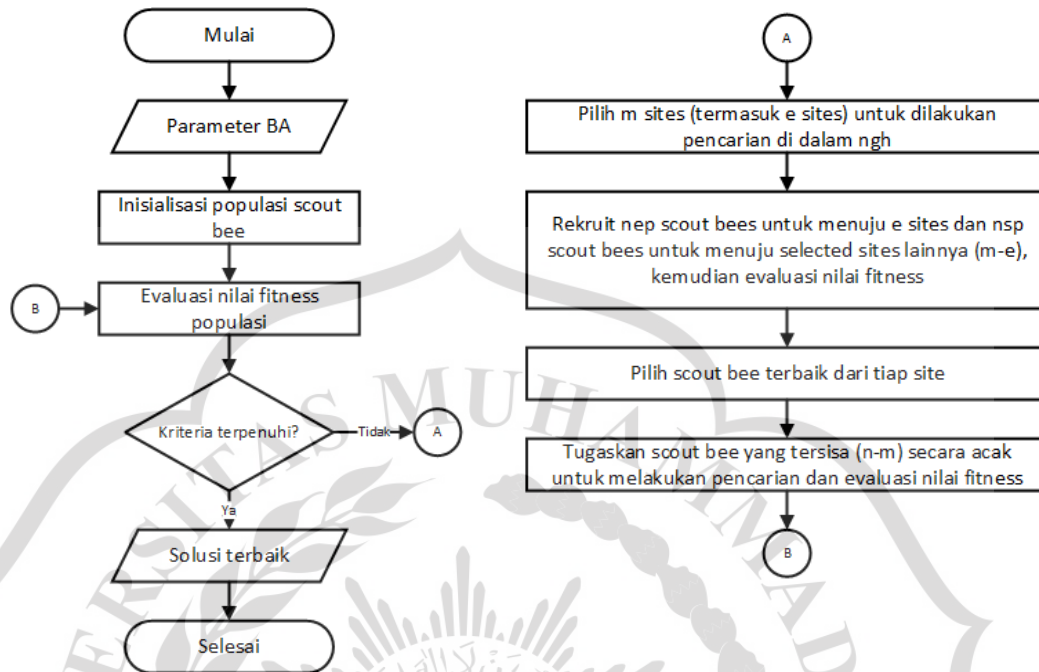 Mulai
Parameter BA
Inisialisasi populasi scout
bee
B
Evaluasi nilai fitness
populasi
Kriteria terpenuhi?
Tidak
A
Ya
Solusi terbaik
Selesai
A
Pilih m sites (termasuk e sites) untuk dilakukan
pencarian di dalam ngh
Rekruit nep scout bees untuk menuju e sites dan nsp
scout bees untuk menuju selected sites lainnya (m-e),
kemudian evaluasi nilai fitness
Pilih scout bee terbaik dari tiap site
Tugaskan scout bee yang tersisa (n-m) secara acak
untuk melakukan pencarian dan evaluasi nilai fitness
B
ERSITAS MUHAMMAD